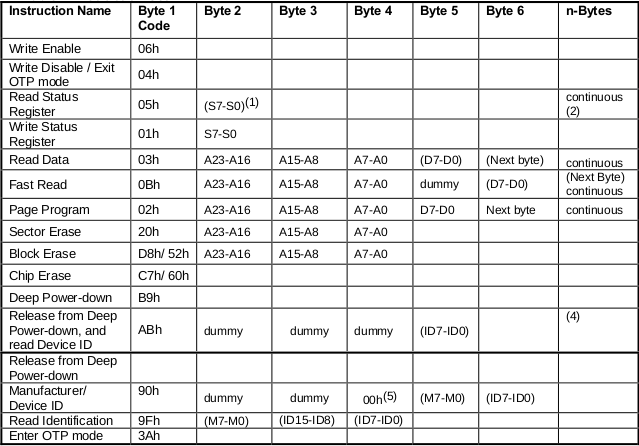 Instruction Name Byte 1 Code Byte 2 Byte 3 Byte 4 Byte 5 Byte 6 n-Bytes
Write Enable 06h
Write Disable / Exit OTP mode 04h
Read Status Register 05h (S7-S0)(1) continuous (2)
Write Status Register 01h S7-S0
Read Data 03h A23-A16 A15-A8 A7-A0 (D7-D0) (Next byte) continuous
Fast Read 0Bh A23-A16 A15-A8 A7-A0 dummy (D7-D0) (Next Byte) continuous
Page Program 02h A23-A16 A15-A8 A7-A0 D7-D0 Next byte continuous
Sector Erase 20h A23-A16 A15-A8 A7-A0
Block Erase D8h/ 52h A23-A16 A15-A8 A7-A0
Chip Erase C7h/ 60h
Deep Power-down B9h
Release from Deep Power-down, and read Device ID ABh dummy dummy dummy (ID7-ID0) (4)
Release from Deep Power-down
Manufacturer/ Device ID 90h dummy dummy 00h(5) (M7-M0) (ID7-ID0)
Read Identification 9Fh (M7-M0) (ID15-ID8) (ID7-ID0)
Enter OTP mode 3Ah